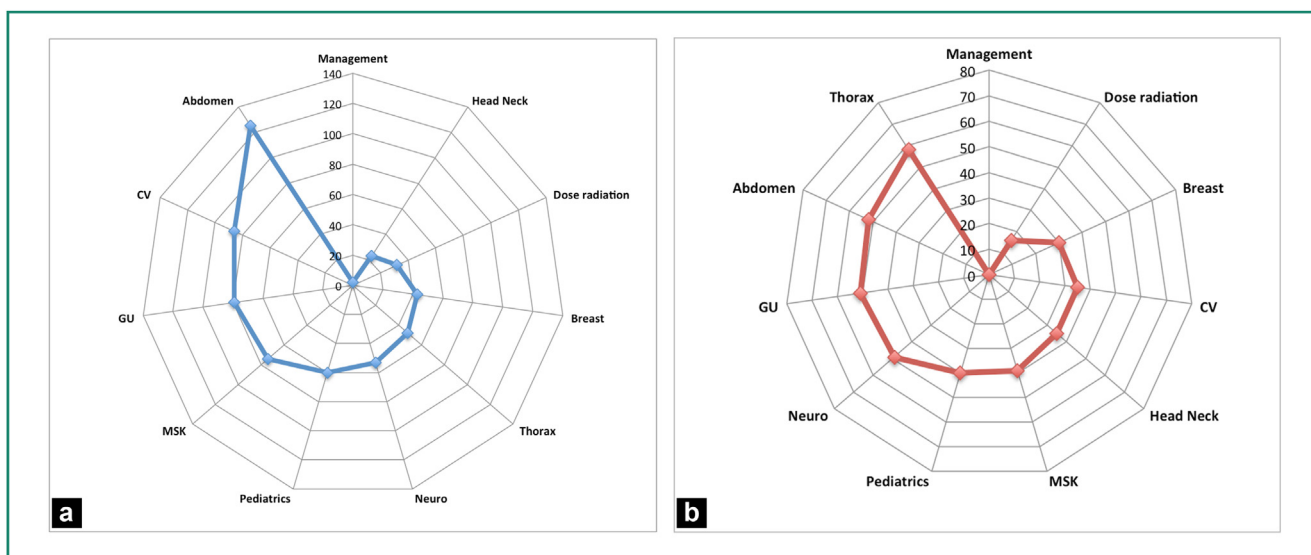 Management
140
120
100
80
60
40
20
0
Head Neck
Dose radiation
Breast
Thorax
Neuro
Pediatrics
MSK
GU
CV
Abdomen
a
Management
80
70
60
50
40
30
20
10
0
Dose radiation
Breast
CV
Head Neck
MSK
Pediatrics
Neuro
GU
Abdomen
Thorax
b